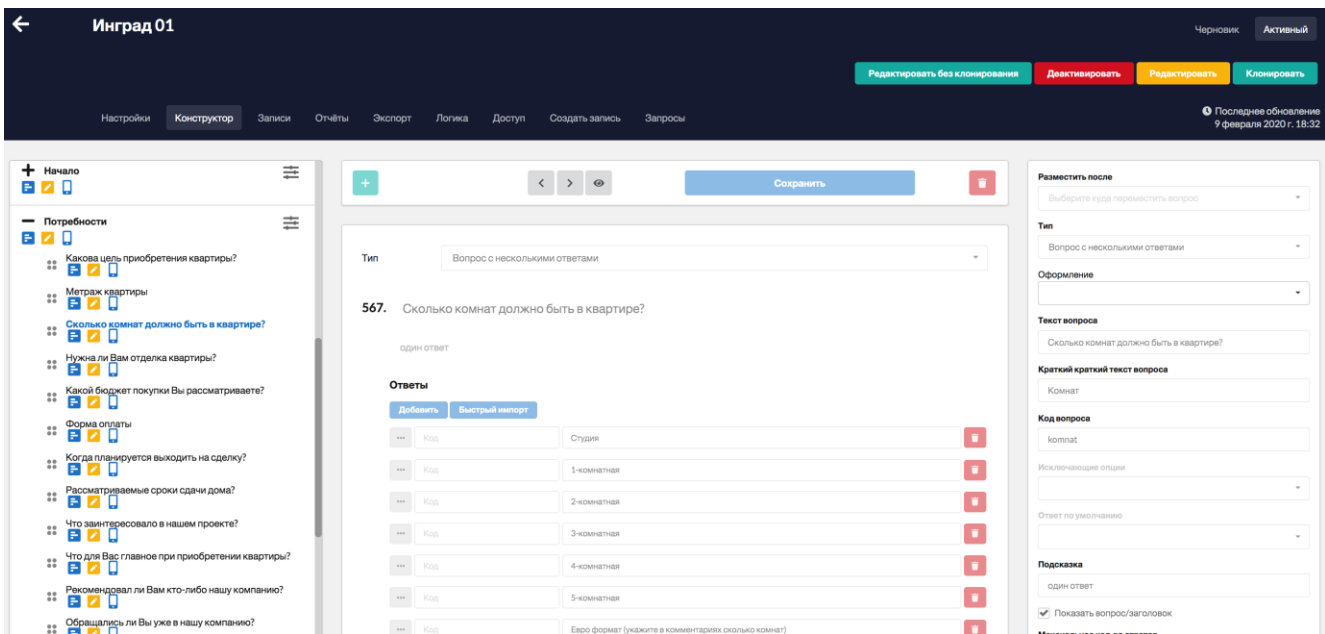 Инград 01
Черновик Активный
Редактировать без клонирования Деактивировать Редактировать Клонировать
Настройки Конструктор Записи Отчёты Экспорт Логика Доступ Создать запись Запросы
Последнее обновление
9 февраля 2020 г. 18:32
Начало
Потребности
Какова цель приобретения квартиры?
Метраж квартиры
Сколько комнат должно быть в квартире?
Нужна ли Вам отделка квартиры?
Какой бюджет покупки Вы рассматриваете?
Форма оплаты
Когда планируется выходить на сделку?
Рассматриваемые сроки сдачи дома?
Что заинтересовало в нашем проекте?
Что для Вас главное при приобретении квартиры?
Рекомендовал ли Вам кто-либо нашу компанию?
Обращались ли Вы уже в нашу компанию?
Сохранить
Тип Вопрос с несколькими ответами
567. Сколько комнат должно быть в квартире?
один ответ
Ответы
Добавить Быстрый импорт
Код Студия
Код 1-комнатная
Код 2-комнатная
Код 3-комнатная
Код 4-комнатная
Код 5-комнатная
Код Евро формат (укажите в комментариях сколько комнат)
Разместить после
Выберите куда переместить вопрос
Тип
Вопрос с несколькими ответами
Оформление
Текст вопроса
Сколько комнат должно быть в квартире?
Краткий краткий текст вопроса
Комнат
Код вопроса
komnat
Исключающие опции
Ответ по умолчанию
Подсказка
один ответ
Показать вопрос/заголовок